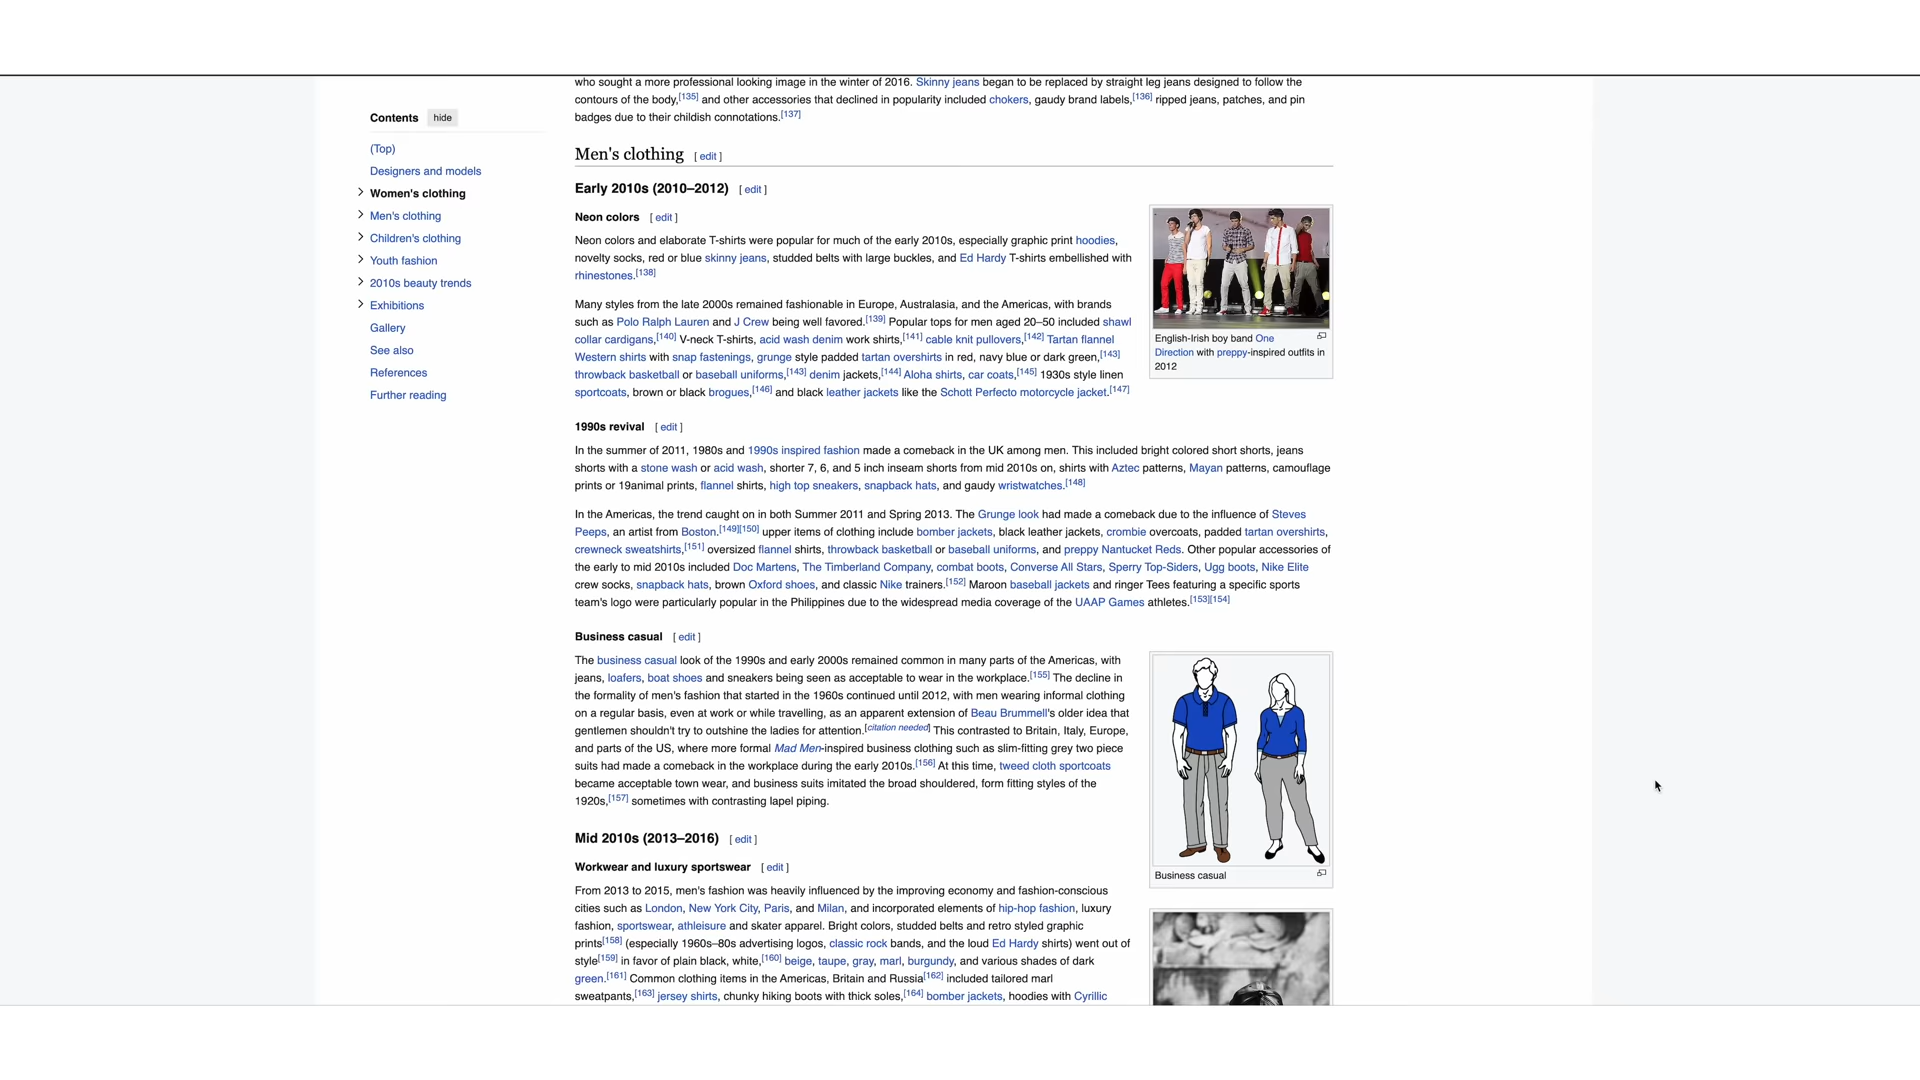 who sought a more professional looking image in the winter of 2016. Skinny jeans began to be replaced by straight leg jeans designed to follow the
contours of the body,[135] and other accessories that declined in popularity included chokers, gaudy brand labels,[136] ripped jeans, patches, and pin
badges due to their childish connotations.[137]
Contents hide
(Top)
Designers and models
Women's clothing
Men's clothing
Children's clothing
Youth fashion
2010s beauty trends
Exhibitions
Gallery
See also
References
Further reading
Men's clothing [ edit ]
Early 2010s (2010–2012) [ edit ]
Neon colors [ edit ]
Neon colors and elaborate T-shirts were popular for much of the early 2010s, especially graphic print hoodies,
novelty socks, red or blue skinny jeans, studded belts with large buckles, and Ed Hardy T-shirts embellished with
rhinestones.[138]
Many styles from the late 2000s remained fashionable in Europe, Australasia, and the Americas, with brands
such as Polo Ralph Lauren and J Crew being well favored.[139] Popular tops for men aged 20–50 included shawl
collar cardigans,[140] V-neck T-shirts, acid wash denim work shirts,[141] cable knit pullovers,[142] Tartan flannel
Western shirts with snap fastenings, grunge style padded tartan overshirts in red, navy blue or dark green,[143]
throwback basketball or baseball uniforms,[143] denim jackets,[144] Aloha shirts, car coats,[145] 1930s style linen
sportcoats, brown or black brogues,[146] and black leather jackets like the Schott Perfecto motorcycle jacket.[147]
English-Irish boy band One
Direction with preppy-inspired outfits in
2012
1990s revival [ edit ]
In the summer of 2011, 1980s and 1990s inspired fashion made a comeback in the UK among men. This included bright colored short shorts, jeans
shorts with a stone wash or acid wash, shorter 7, 6, and 5 inch inseam shorts from mid 2010s on, shirts with Aztec patterns, Mayan patterns, camouflage
prints or 19animal prints, flannel shirts, high top sneakers, snapback hats, and gaudy wristwatches.[148]
In the Americas, the trend caught on in both Summer 2011 and Spring 2013. The Grunge look had made a comeback due to the influence of Steves
Peeps, an artist from Boston.[149][150] upper items of clothing include bomber jackets, black leather jackets, crombie overcoats, padded tartan overshirts,
crewneck sweatshirts,[151] oversized flannel shirts, throwback basketball or baseball uniforms, and preppy Nantucket Reds. Other popular accessories of
the early to mid 2010s included Doc Martens, The Timberland Company, combat boots, Converse All Stars, Sperry Top-Siders, Ugg boots, Nike Elite
crew socks, snapback hats, brown Oxford shoes, and classic Nike trainers.[152] Maroon baseball jackets and ringer Tees featuring a specific sports
team's logo were particularly popular in the Philippines due to the widespread media coverage of the UAAP Games athletes.[153][154]
Business casual [ edit ]
The business casual look of the 1990s and early 2000s remained common in many parts of the Americas, with
jeans, loafers, boat shoes and sneakers being seen as acceptable to wear in the workplace.[155] The decline in
the formality of men's fashion that started in the 1960s continued until 2012, with men wearing informal clothing
on a regular basis, even at work or while travelling, as an apparent extension of Beau Brummell's older idea that
gentlemen shouldn't try to outshine the ladies for attention.[citation needed] This contrasted to Britain, Italy, Europe,
and parts of the US, where more formal Mad Men-inspired business clothing such as slim-fitting grey two piece
suits had made a comeback in the workplace during the early 2010s.[156] At this time, tweed cloth sportcoats
became acceptable town wear, and business suits imitated the broad shouldered, form fitting styles of the
1920s,[157] sometimes with contrasting lapel piping.
Business casual
Mid 2010s (2013–2016) [ edit ]
Workwear and luxury sportswear [ edit ]
From 2013 to 2015, men's fashion was heavily influenced by the improving economy and fashion-conscious
cities such as London, New York City, Paris, and Milan, and incorporated elements of hip-hop fashion, luxury
fashion, sportswear, athleisure and skater apparel. Bright colors, studded belts and retro styled graphic
prints[158] (especially 1960s–80s advertising logos, classic rock bands, and the loud Ed Hardy shirts) went out of
style[159] in favor of plain black, white,[160] beige, taupe, gray, marl, burgundy, and various shades of dark
green.[161] Common clothing items in the Americas, Britain and Russia[162] included tailored marl
sweatpants,[163] jersey shirts, chunky hiking boots with thick soles,[164] bomber jackets, hoodies with Cyrillic